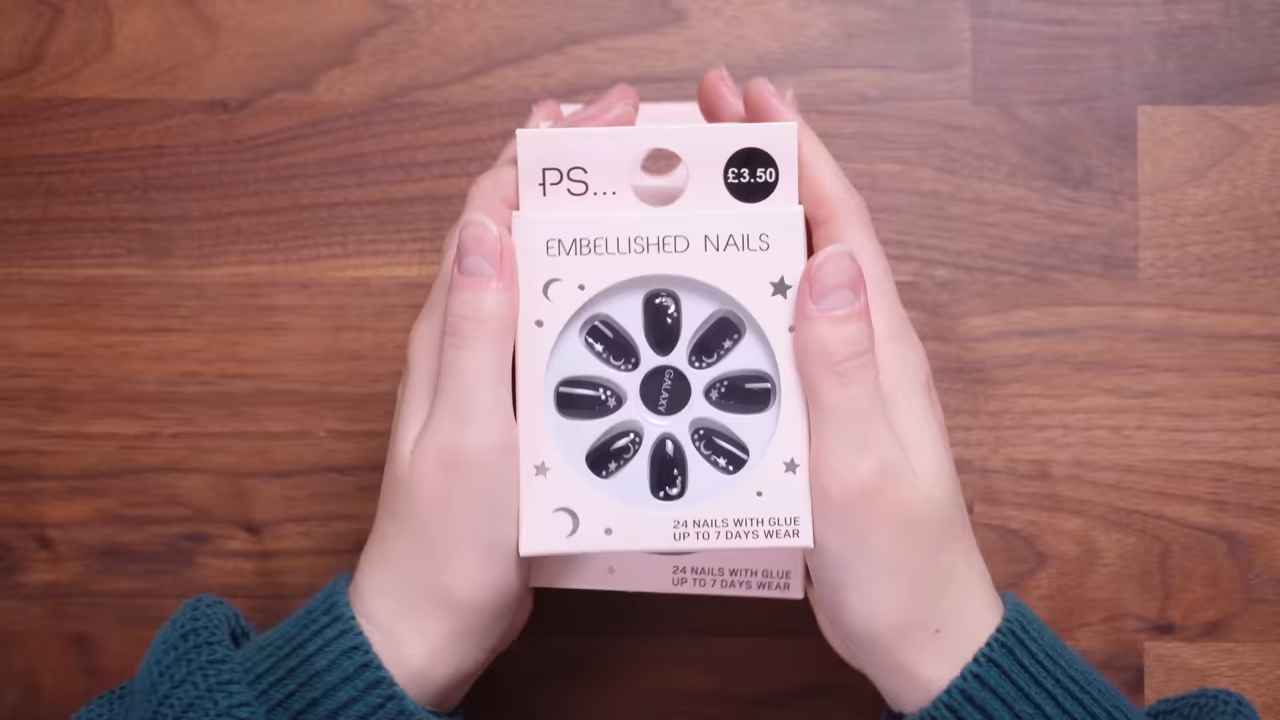 PS...
£3.50
EMBELLISHED NAILS
GALAXY
24 NAILS WITH GLUE
UP TO 7 DAYS WEAR
24 NAILS WITH GLUE
UP TO 7 DAYS WEAR